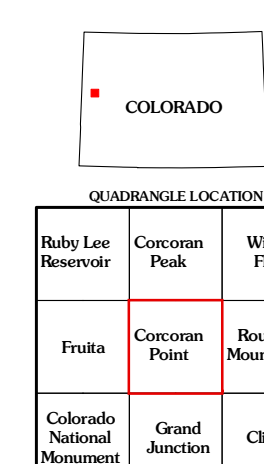 COLORADO
QUADRANGLE LOCATION
Ruby Lee
Reservoir
Corcoran
Peak
Fruita
Corcoran
Point
Colorado
National
Monument
Grand
Junction